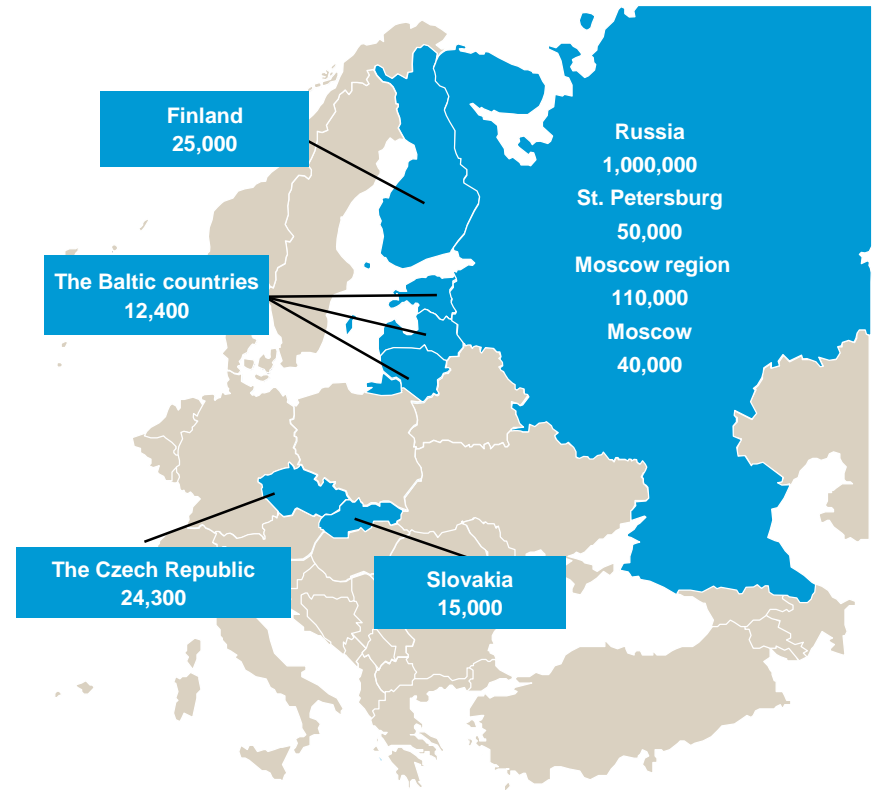 Finland
25,000
Russia
1,000,000
St. Petersburg
50,000
Moscow region
110,000
Moscow
40,000
The Baltic countries
12,400
The Czech Republic
24,300
Slovakia
15,000